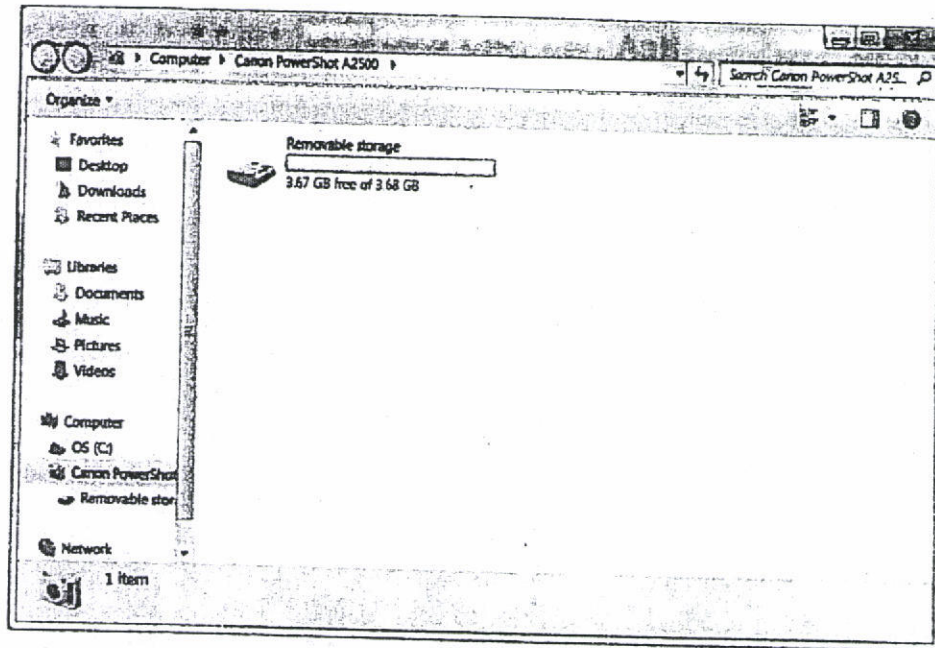 Computer ▸ Canon PowerShot A2500 ▸
Search Canon PowerShot A25...
Organize
Favorites
Desktop
Downloads
Recent Places
Libraries
Documents
Music
Pictures
Videos
Computer
OS (C:)
Canon PowerShot
Removable stor
Network
Removable storage
3.67 GB free of 3.68 GB
1 item